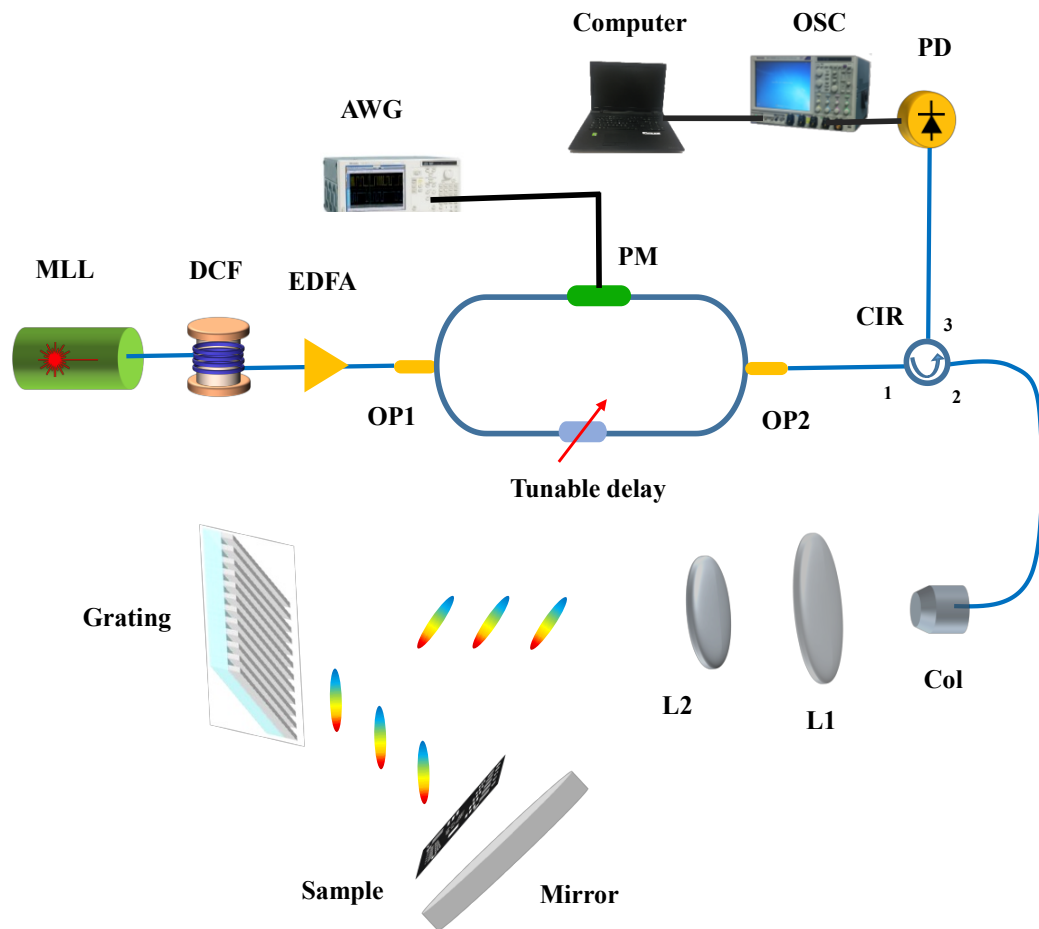 Computer
OSC
PD
AWG
MLL
DCF
EDFA
PM
CIR
3
1
2
OP1
OP2
Tunable delay
Grating
L2
L1
Col
Sample
Mirror